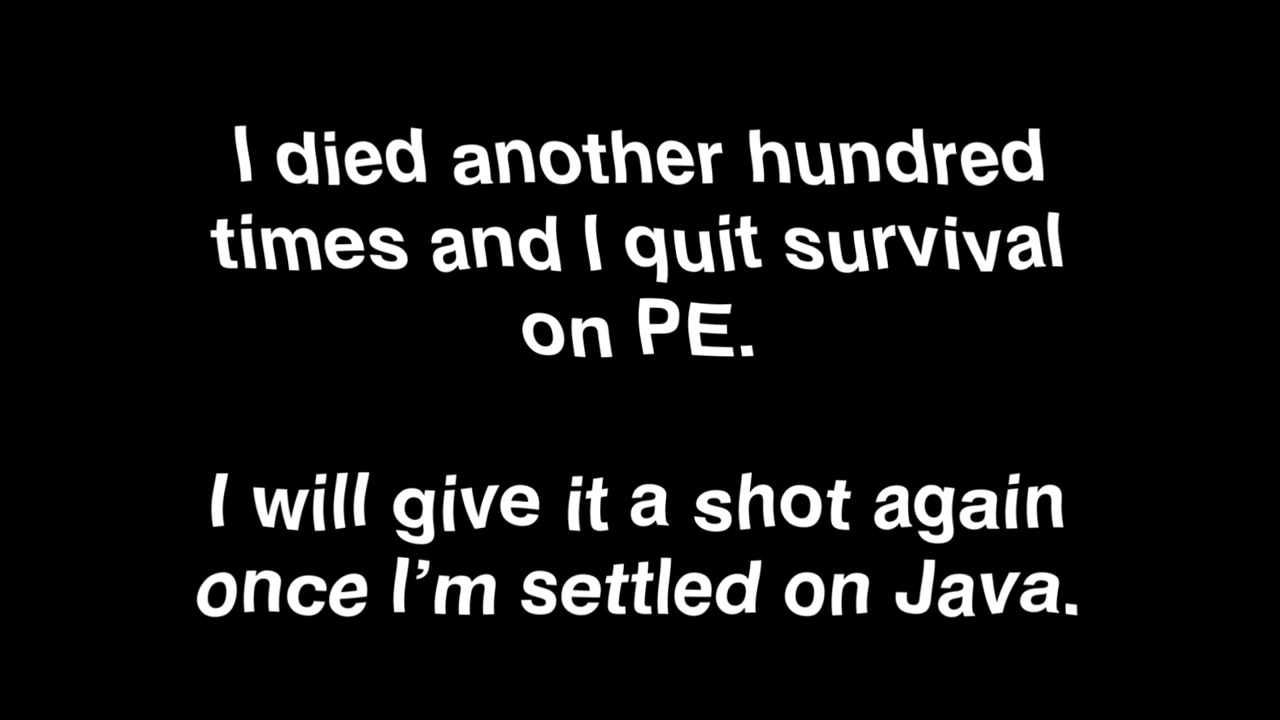 I died another hundred
times and I quit survival
on PE.
I will give it a shot again
once I’m settled on Java.